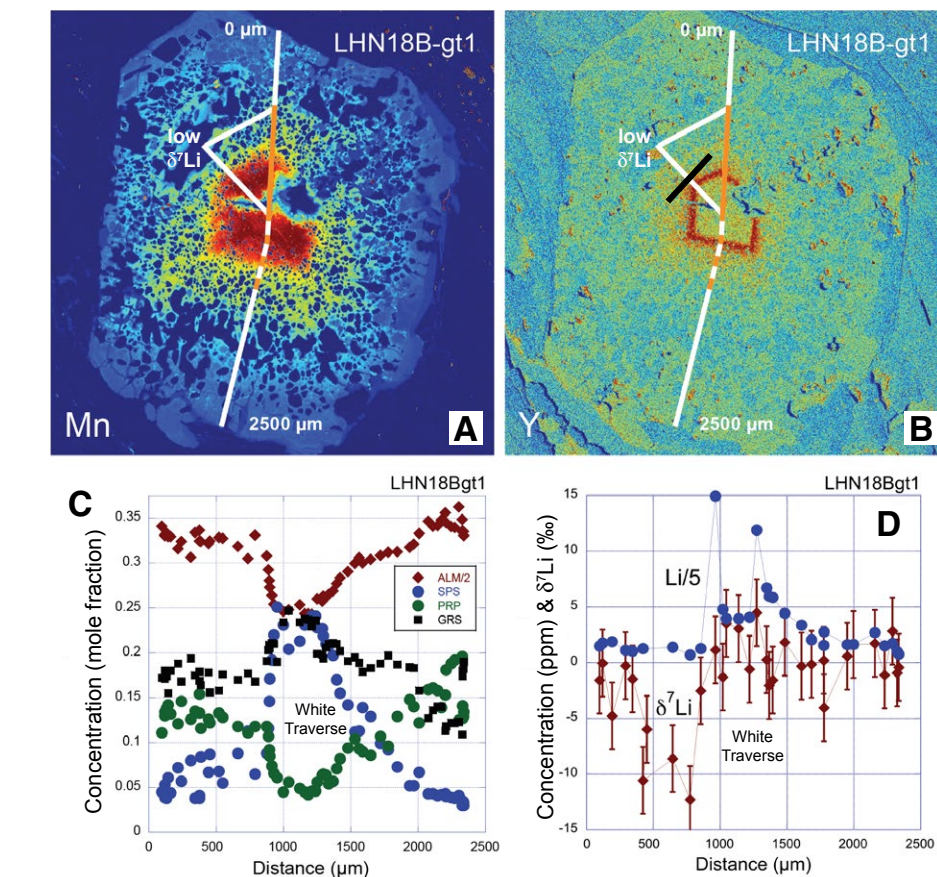 0 µm
LHN18B-gt1
low
δ⁷Li
Mn
2500 µm
A
LHN18B-gt1
0 µm
low
δ⁷Li
Y
2500 µm
B
C
LHN18Bgt1
Concentration (mole fraction)
0.35
0.3
0.25
0.2
0.15
0.1
0.05
0
ALM/2
SPS
PRP
GRS
White
Traverse
0
500
1000
1500
2000
2500
Distance (µm)
LHN18Bgt1
D
Concentration (ppm) & δ⁷Li (‰)
15
10
5
0
-5
-10
-15
Li/5
δ⁷Li
White
Traverse
0
500
1000
1500
2000
2500
Distance (µm)